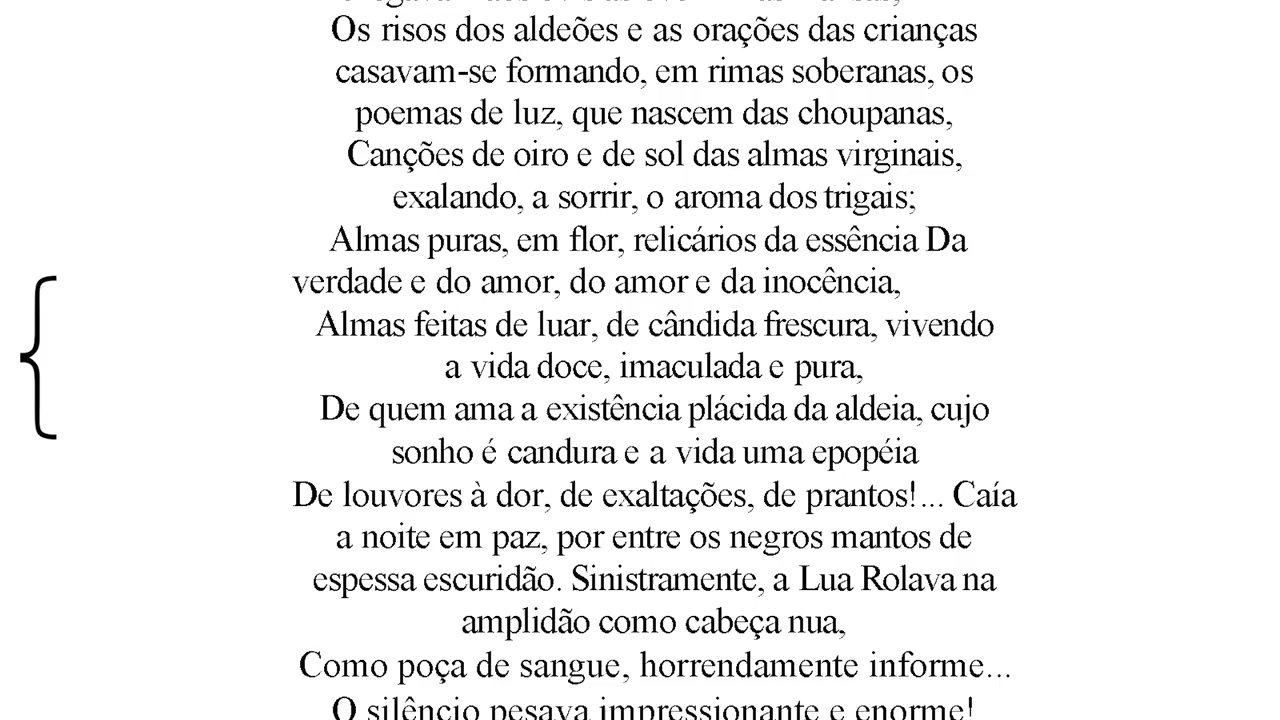 Os risos dos aldeões e as orações das crianças
casavam-se formando, em rimas soberanas, os
poemas de luz, que nascem das choupanas,
Canções de oiro e de sol das almas virginais,
exalando, a sorrir, o aroma dos trigais;
Almas puras, em flor, relicários da essência Da
verdade e do amor, do amor e da inocência,
Almas feitas de luar, de cândida frescura, vivendo
a vida doce, imaculada e pura,
De quem ama a existência plácida da aldeia, cujo
sonho é candura e a vida uma epopéia
De louvores à dor, de exaltações, de prantos!... Caía
a noite em paz, por entre os negros mantos de
espessa escuridão. Sinistramente, a Lua Rolava na
amplidão como cabeça nua,
Como poça de sangue, horrendamente informe...
O silêncio pesava impressionante e enorme!